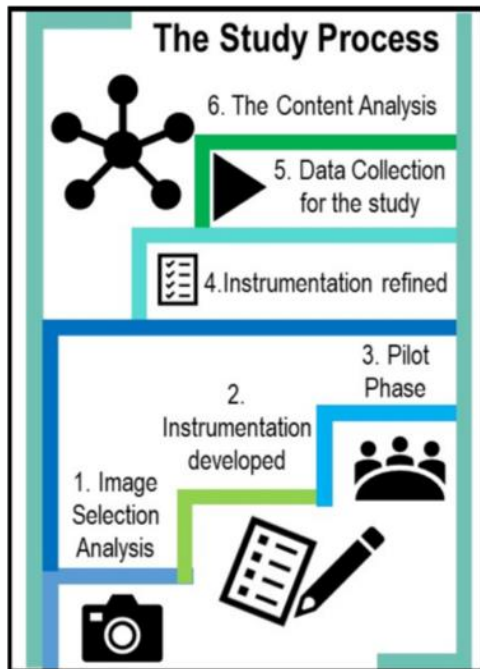 The Study Process
6. The Content Analysis
5. Data Collection
for the study
4.Instrumentation refined
3. Pilot
Phase
2.
Instrumentation
developed
1. Image
Selection
Analysis